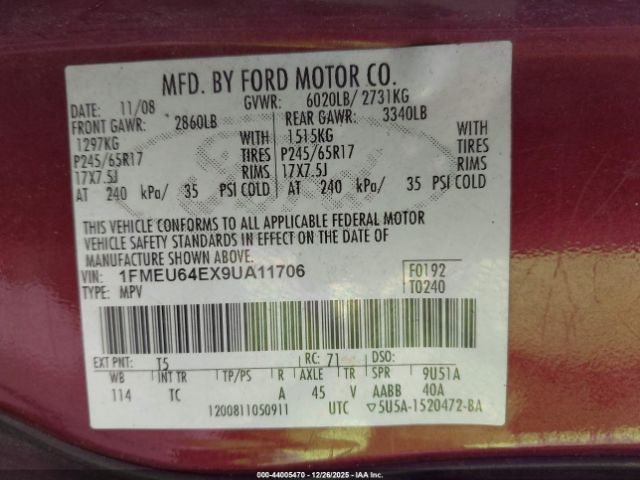 MFD. BY FORD MOTOR CO.
DATE: 11/08 GVWR: 6020LB/ 2731KG
FRONT GAWR: 2860LB REAR GAWR: 3340LB
1297KG WITH 1515KG WITH
P245/65R17 TIRES P245/65R17 TIRES
17X7.5J RIMS 17X7.5J RIMS
AT 240 kPa/ 35 PSI COLD AT 240 kPa/ 35 PSI COLD
THIS VEHICLE CONFORMS TO ALL APPLICABLE FEDERAL MOTOR
VEHICLE SAFETY STANDARDS IN EFFECT ON THE DATE OF
MANUFACTURE SHOWN ABOVE.
VIN: 1FMEU64EX9UA11706 F0192
TYPE: MPV T0240
EXT PNT: T5 RC: 71 DSO:
WB INT TR TP/PS R AXLE TR SPR 9U51A
114 TC A 45 V AABB 40A
1200811050911 UTC ▽5U5A-1520472-BA
000-44005470 | 12/26/2025 - IAA Inc.